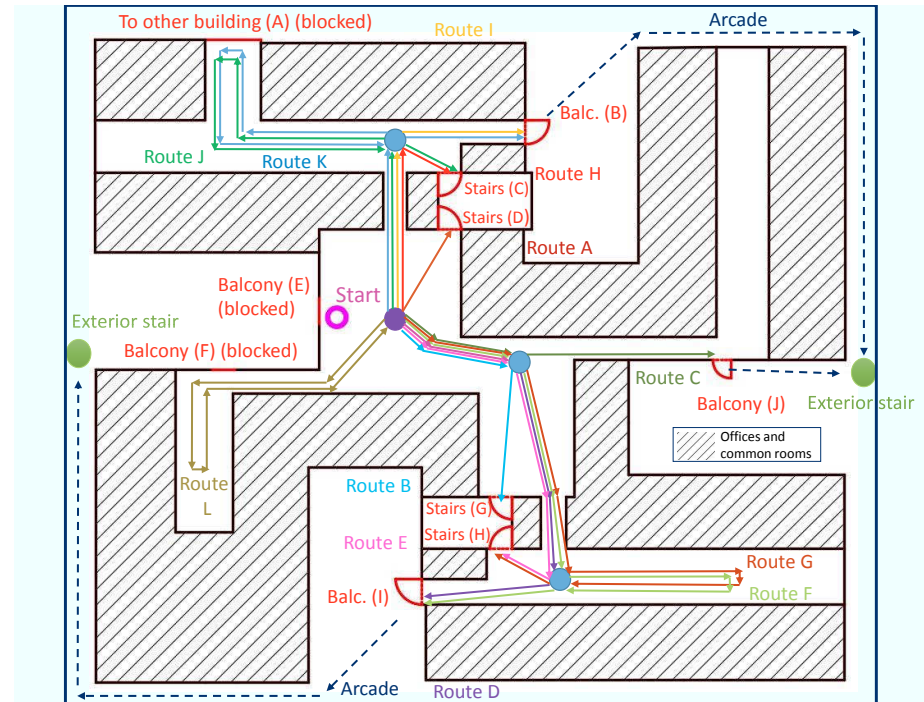 To other building (A) (blocked)
Route I
Arcade
Balc. (B)
Route J
Route K
Route H
Stairs (C)
Stairs (D)
Route A
Balcony (E)
(blocked)
Start
Exterior stair
Balcony (F) (blocked)
Route C
Balcony (J)
Exterior stair
Offices and
common rooms
Route
L
Route B
Stairs (G)
Stairs (H)
Route E
Route G
Route F
Balc. (I)
Arcade
Route D